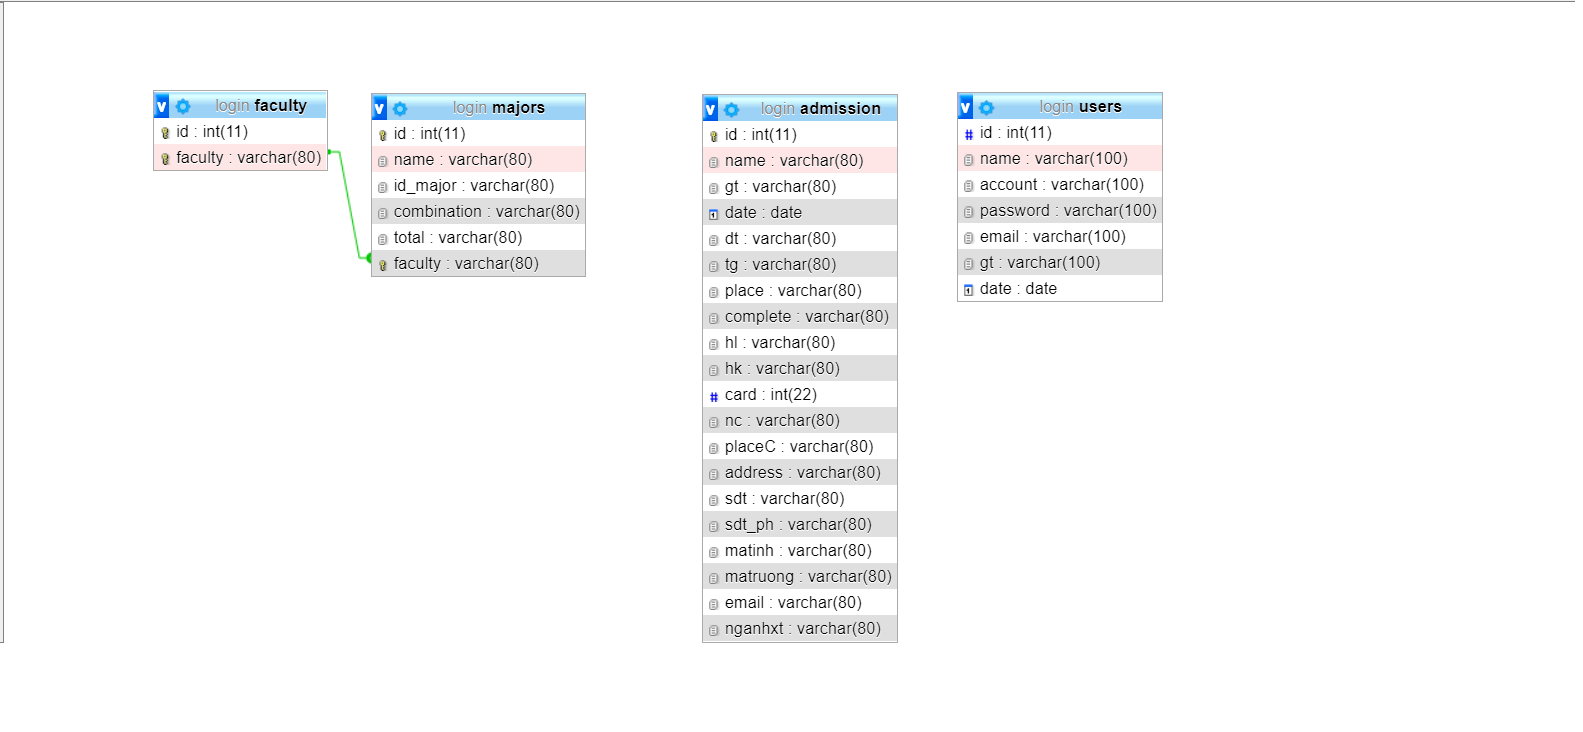 login faculty
id : int(11)
faculty : varchar(80)
login majors
id : int(11)
name : varchar(80)
id_major : varchar(80)
combination : varchar(80)
total : varchar(80)
faculty : varchar(80)
login admission
id : int(11)
name : varchar(80)
gt : varchar(80)
date : date
dt : varchar(80)
tg : varchar(80)
place : varchar(80)
complete : varchar(80)
hl : varchar(80)
hk : varchar(80)
card : int(22)
nc : varchar(80)
placeC : varchar(80)
address : varchar(80)
sdt : varchar(80)
sdt_ph : varchar(80)
matinh : varchar(80)
matruong : varchar(80)
email : varchar(80)
nganhxt : varchar(80)
login users
id : int(11)
name : varchar(100)
account : varchar(100)
password : varchar(100)
email : varchar(100)
gt : varchar(100)
date : date